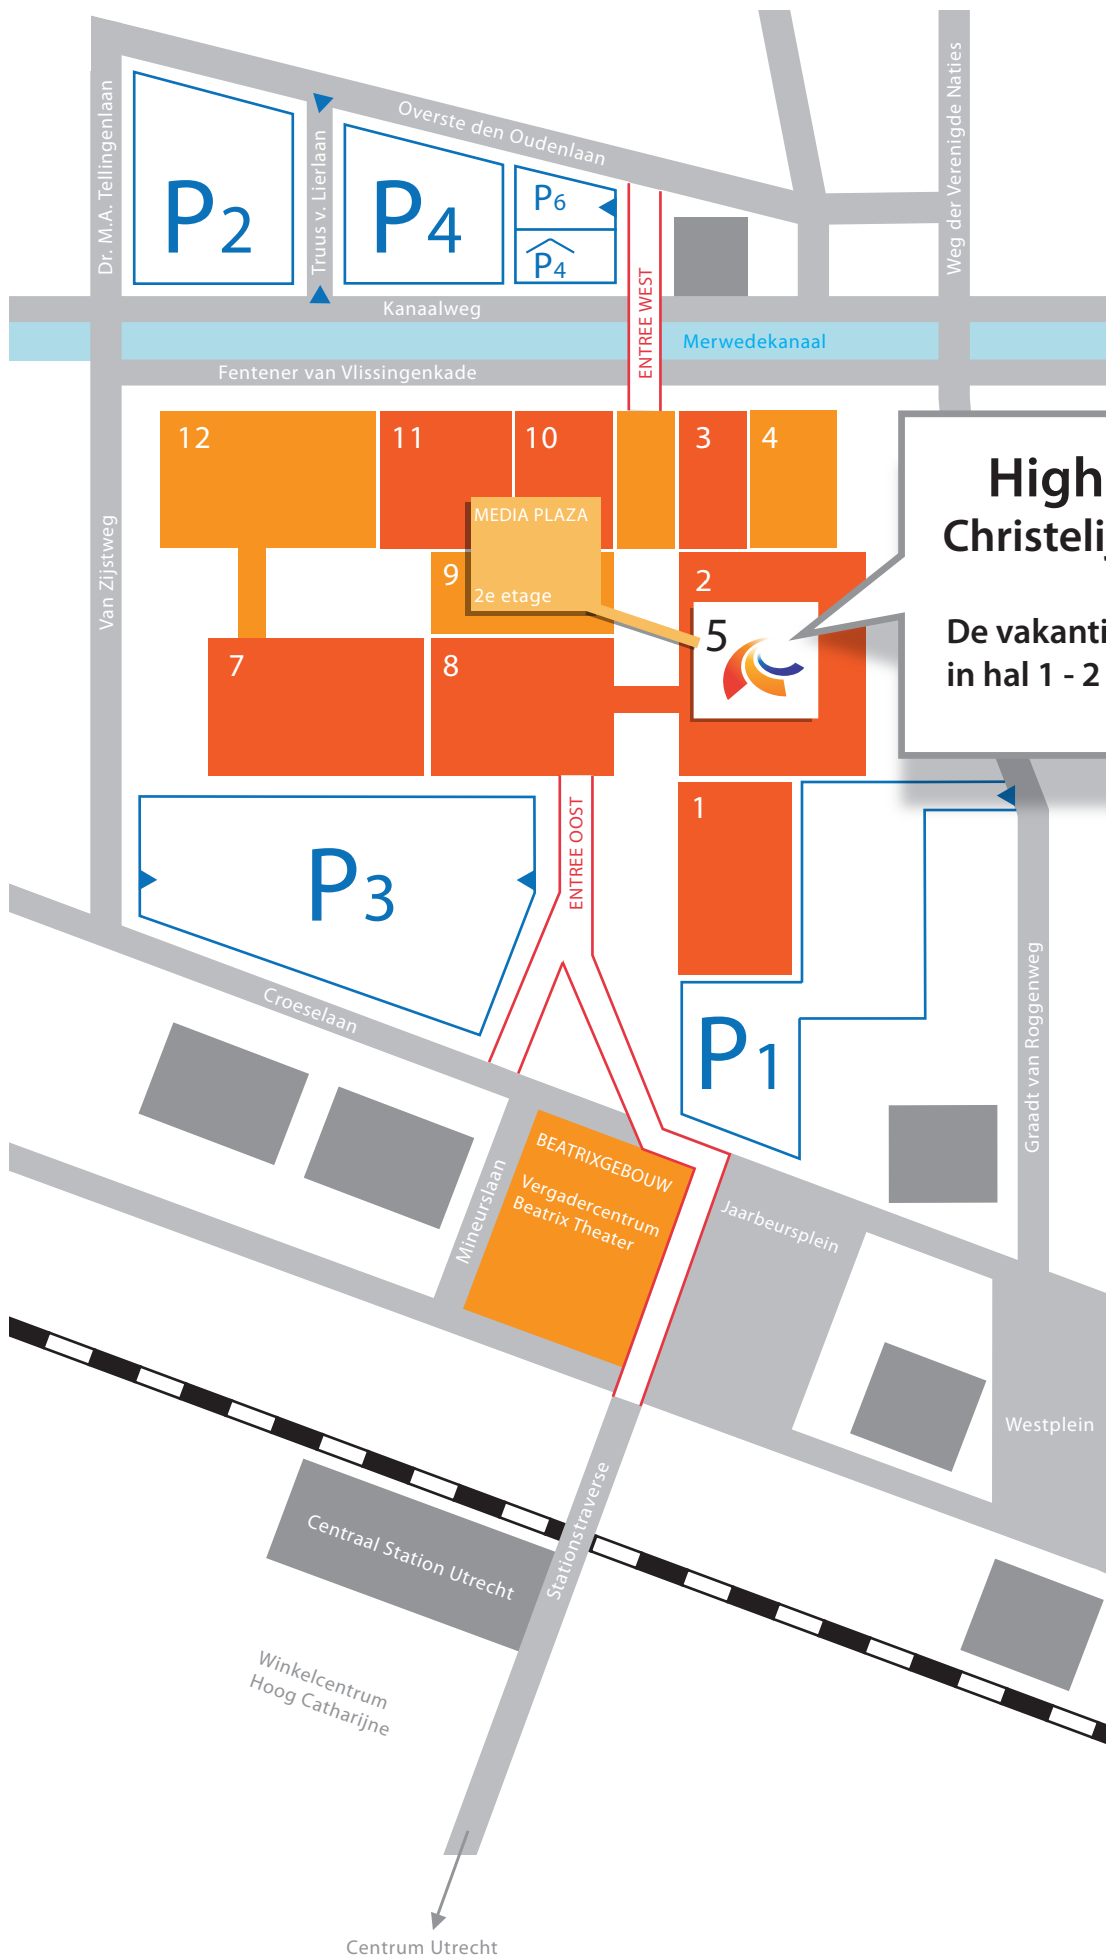 Overste den Oudenlaan
Dr. M.A. Tellingenlaan
Truus v. Lierlaan
Weg der Verenigde Naties
P2
P4
P6
P4
ENTREE WEST
Kanaalweg
Merwedekanaal
Fentener van Vlissingenkade
12
11
10
3
4
High
Christelij
De vakanti
in hal 1 - 2
MEDIA PLAZA
2e etage
9
2
5
Van Zijstweg
7
8
1
ENTREE OOST
P3
P1
Croeselaan
Graadt van Roggenweg
Mineurslaan
BEATRIXGEBOUW
Vergadercentrum
Beatrix Theater
Jaarbeursplein
Westplein
Stationstraverse
Centraal Station Utrecht
Winkelcentrum
Hoog Catharijne
Centrum Utrecht